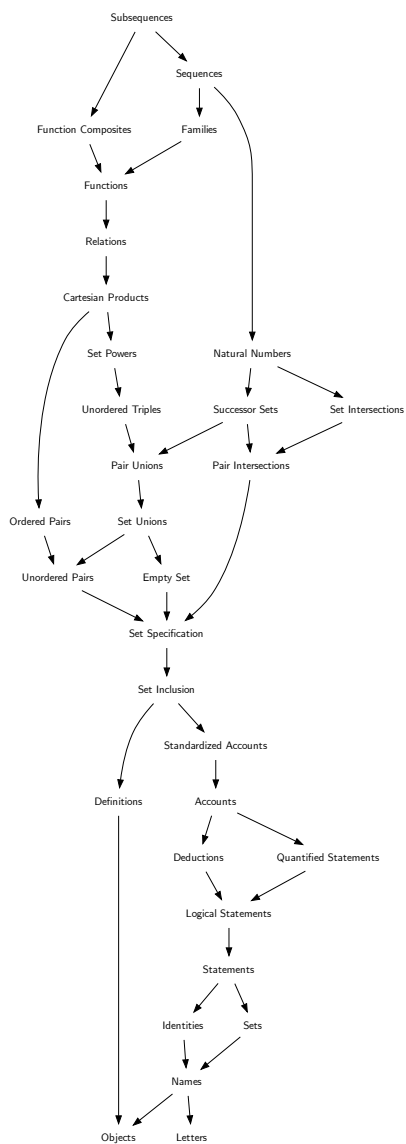 Subsequences
Sequences
Function Composites
Families
Functions
Relations
Cartesian Products
Set Powers
Natural Numbers
Unordered Triples
Successor Sets
Set Intersections
Pair Unions
Pair Intersections
Ordered Pairs
Set Unions
Unordered Pairs
Empty Set
Set Specification
Set Inclusion
Standardized Accounts
Definitions
Accounts
Deductions
Quantified Statements
Logical Statements
Statements
Identities
Sets
Names
Objects
Letters